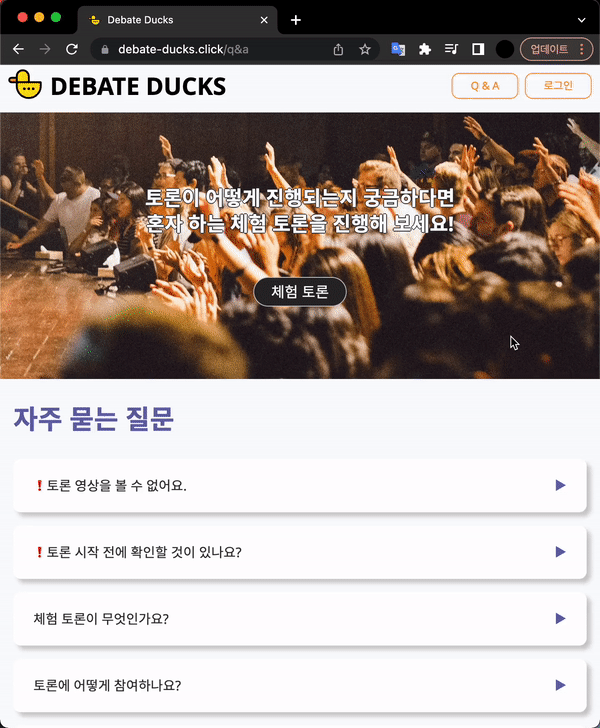 Debate Ducks
debate-ducks.click/q&a
업데이트
DEBATE DUCKS
Q & A
로그인
토론이 어떻게 진행되는지 궁금하다면
혼자 하는 체험 토론을 진행해 보세요!
체험 토론
자주 묻는 질문
❗토론 영상을 볼 수 없어요.
❗토론 시작 전에 확인할 것이 있나요?
체험 토론이 무엇인가요?
토론에 어떻게 참여하나요?